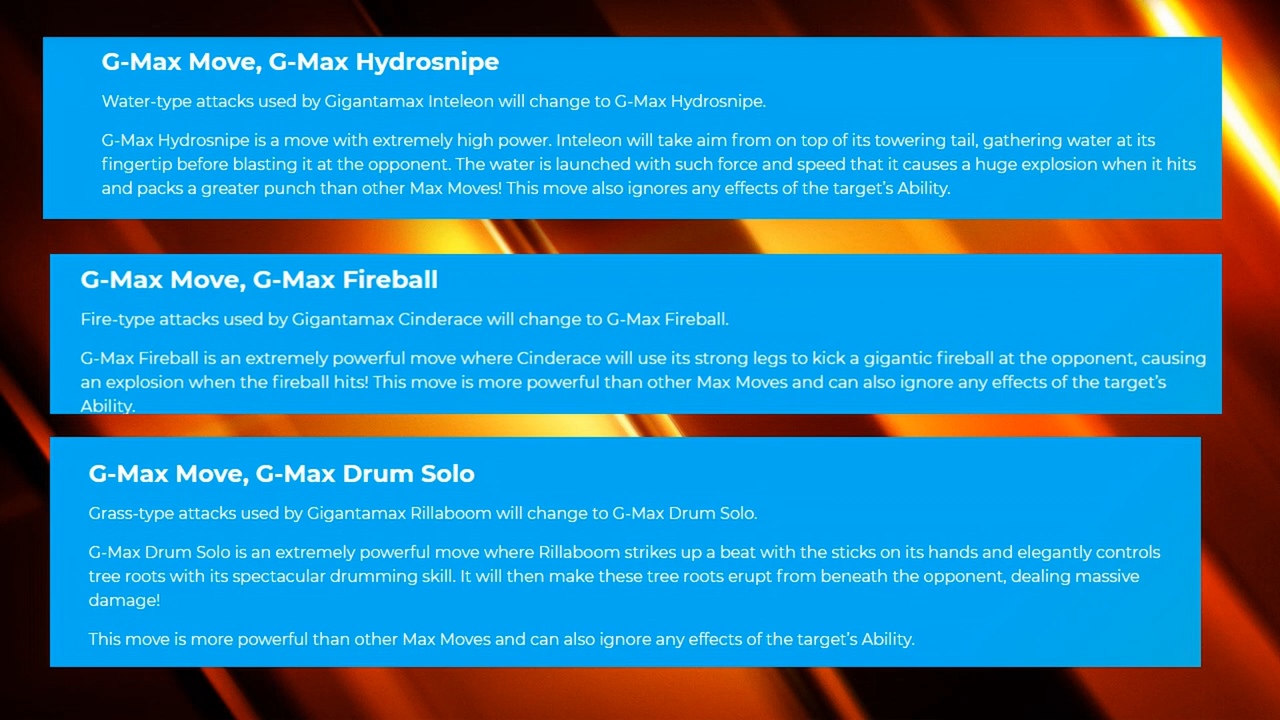 G-Max Move, G-Max Hydrosnipe
Water-type attacks used by Gigantamax Inteleon will change to G-Max Hydrosnipe.
G-Max Hydrosnipe is a move with extremely high power. Inteleon will take aim from on top of its towering tail, gathering water at its
fingertip before blasting it at the opponent. The water is launched with such force and speed that it causes a huge explosion when it hits
and packs a greater punch than other Max Moves! This move also ignores any effects of the target's Ability.
G-Max Move, G-Max Fireball
Fire-type attacks used by Gigantamax Cinderace will change to G-Max Fireball.
G-Max Fireball is an extremely powerful move where Cinderace will use its strong legs to kick a gigantic fireball at the opponent, causing
an explosion when the fireball hits! This move is more powerful than other Max Moves and can also ignore any effects of the target's
Ability.
G-Max Move, G-Max Drum Solo
Grass-type attacks used by Gigantamax Rillaboom will change to G-Max Drum Solo.
G-Max Drum Solo is an extremely powerful move where Rillaboom strikes up a beat with the sticks on its hands and elegantly controls
tree roots with its spectacular drumming skill. It will then make these tree roots erupt from beneath the opponent, dealing massive
damage!
This move is more powerful than other Max Moves and can also ignore any effects of the target's Ability.